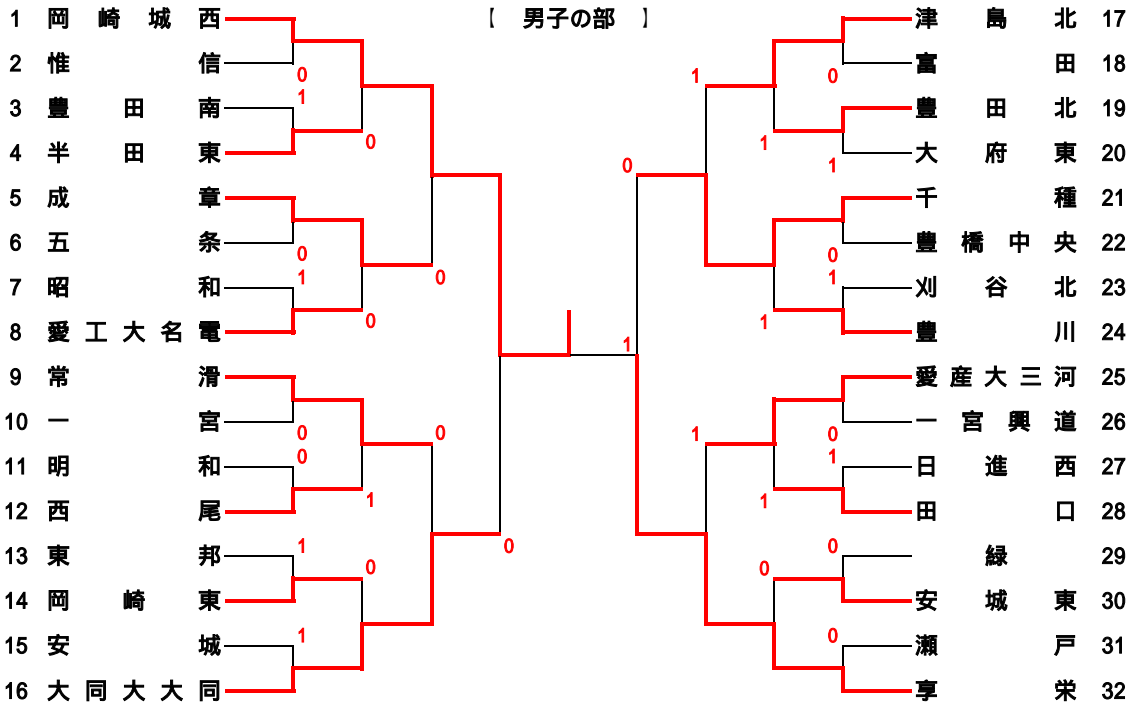 【 男子の部 】
1 岡崎城西
2 惟信
0
1
3 豊田南
4 半田東
0
5 成章
6 五条
0
0
1
7 昭和
8 愛工大名電
0
9 常滑
10 一宮
0
0
0
11 明和
12 西尾
1
0
13 東邦
1
14 岡崎東
0
15 安城
1
16 大同大大同
津島北 17
富田 18
1
0
豊田北 19
大府東 20
1
1
0
千種 21
豊橋中央 22
0
1
刈谷北 23
豊川 24
1
1
愛産大三河 25
一宮興道 26
1
0
1
日進西 27
田口 28
1
緑 29
0
安城東 30
0
瀬戸 31
0
享栄 32